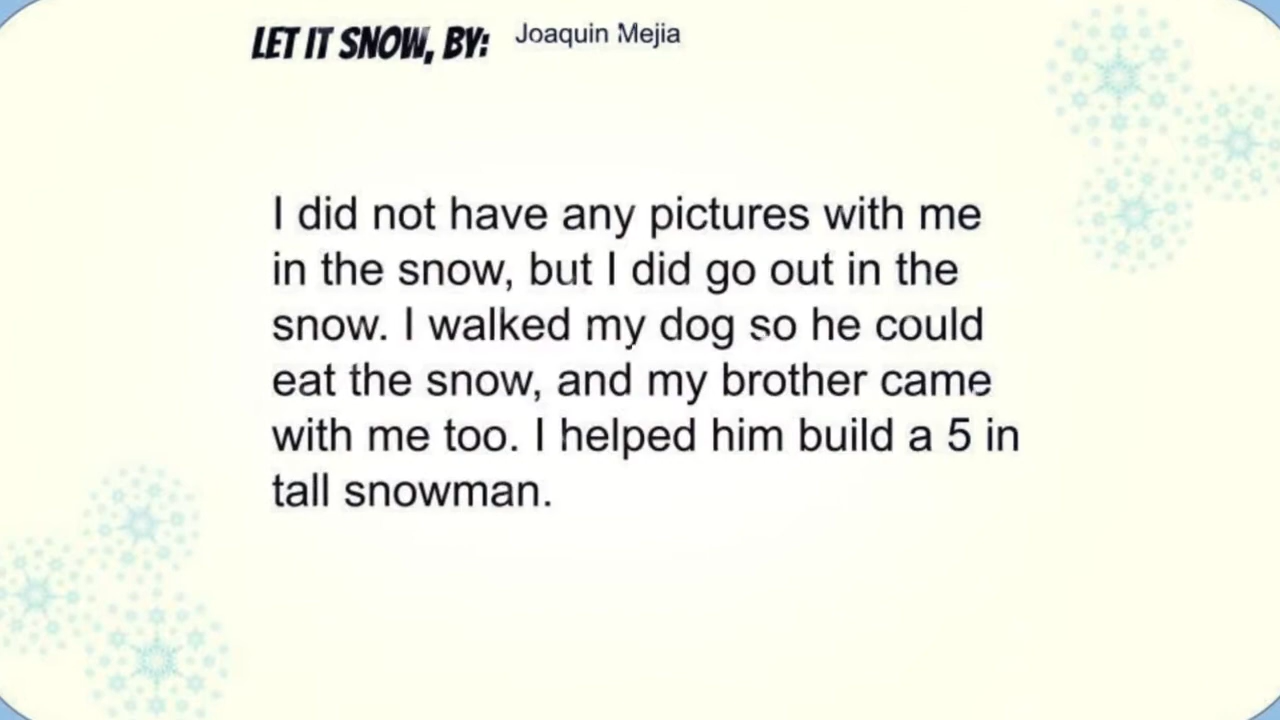 LET IT SNOW, BY: Joaquin Mejia
I did not have any pictures with me
in the snow, but I did go out in the
snow. I walked my dog so he could
eat the snow, and my brother came
with me too. I helped him build a 5 in
tall snowman.